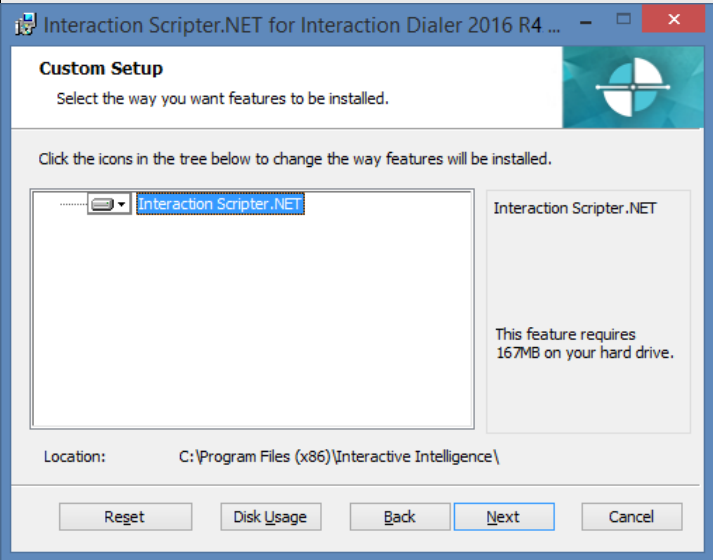 Interaction Scripter.NET for Interaction Dialer 2016 R4 ...
Custom Setup
Select the way you want features to be installed.
Click the icons in the tree below to change the way features will be installed.
Interaction Scripter.NET
Interaction Scripter.NET
This feature requires
167MB on your hard drive.
Location: C:\Program Files (x86)\Interactive Intelligence\
Reset Disk Usage Back Next Cancel